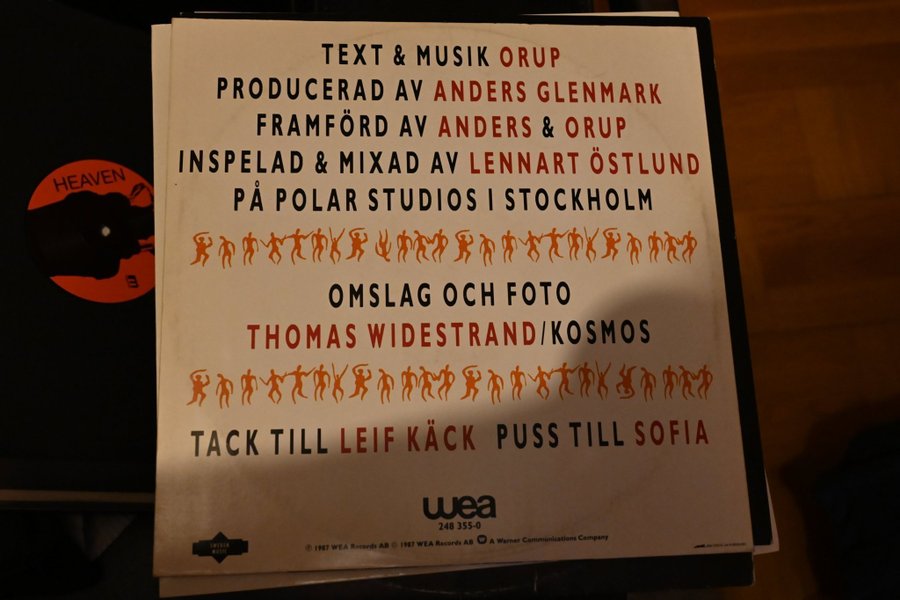 HEAVEN
TEXT & MUSIK ORUP
PRODUCERAD AV ANDERS GLENMARK
FRAMFÖRD AV ANDERS & ORUP
INSPELAD & MIXAD AV LENNART ÖSTLUND
PÅ POLAR STUDIOS I STOCKHOLM
OMSLAG OCH FOTO
THOMAS WIDESTRAND/KOSMOS
TACK TILL LEIF KÄCK PUSS TILL SOFIA
wea
248 355-0
SWEDISH
MUSIC
℗ 1987 WEA Records AB © 1987 WEA Records AB A Warner Communications Company